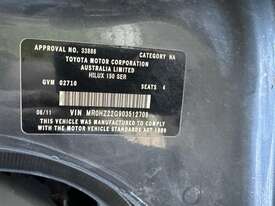 APPROVAL NO. 33886 CATEGORY NA
TOYOTA MOTOR CORPORATION
AUSTRALIA LIMITED
HILUX 150 SER
GVM 02710 SEATS 4
06/11 VIN MR0HZ22G903512708
THIS VEHICLE WAS MANUFACTURED TO
COMPLY WITH THE MOTOR VEHICLE
STANDARDS ACT 1989